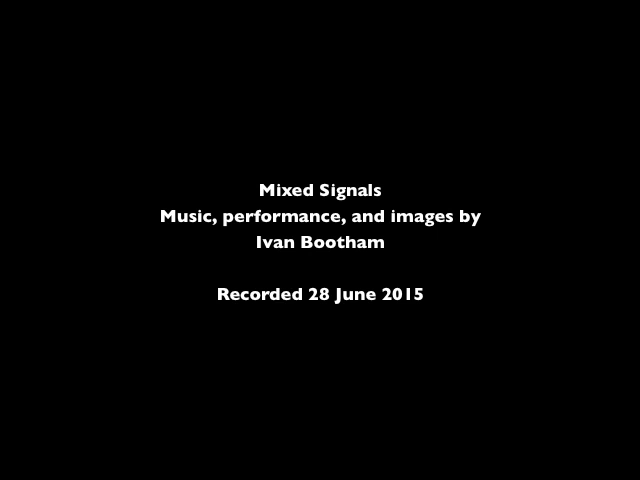 Mixed Signals
Music, performance, and images by
Ivan Bootham
Recorded 28 June 2015